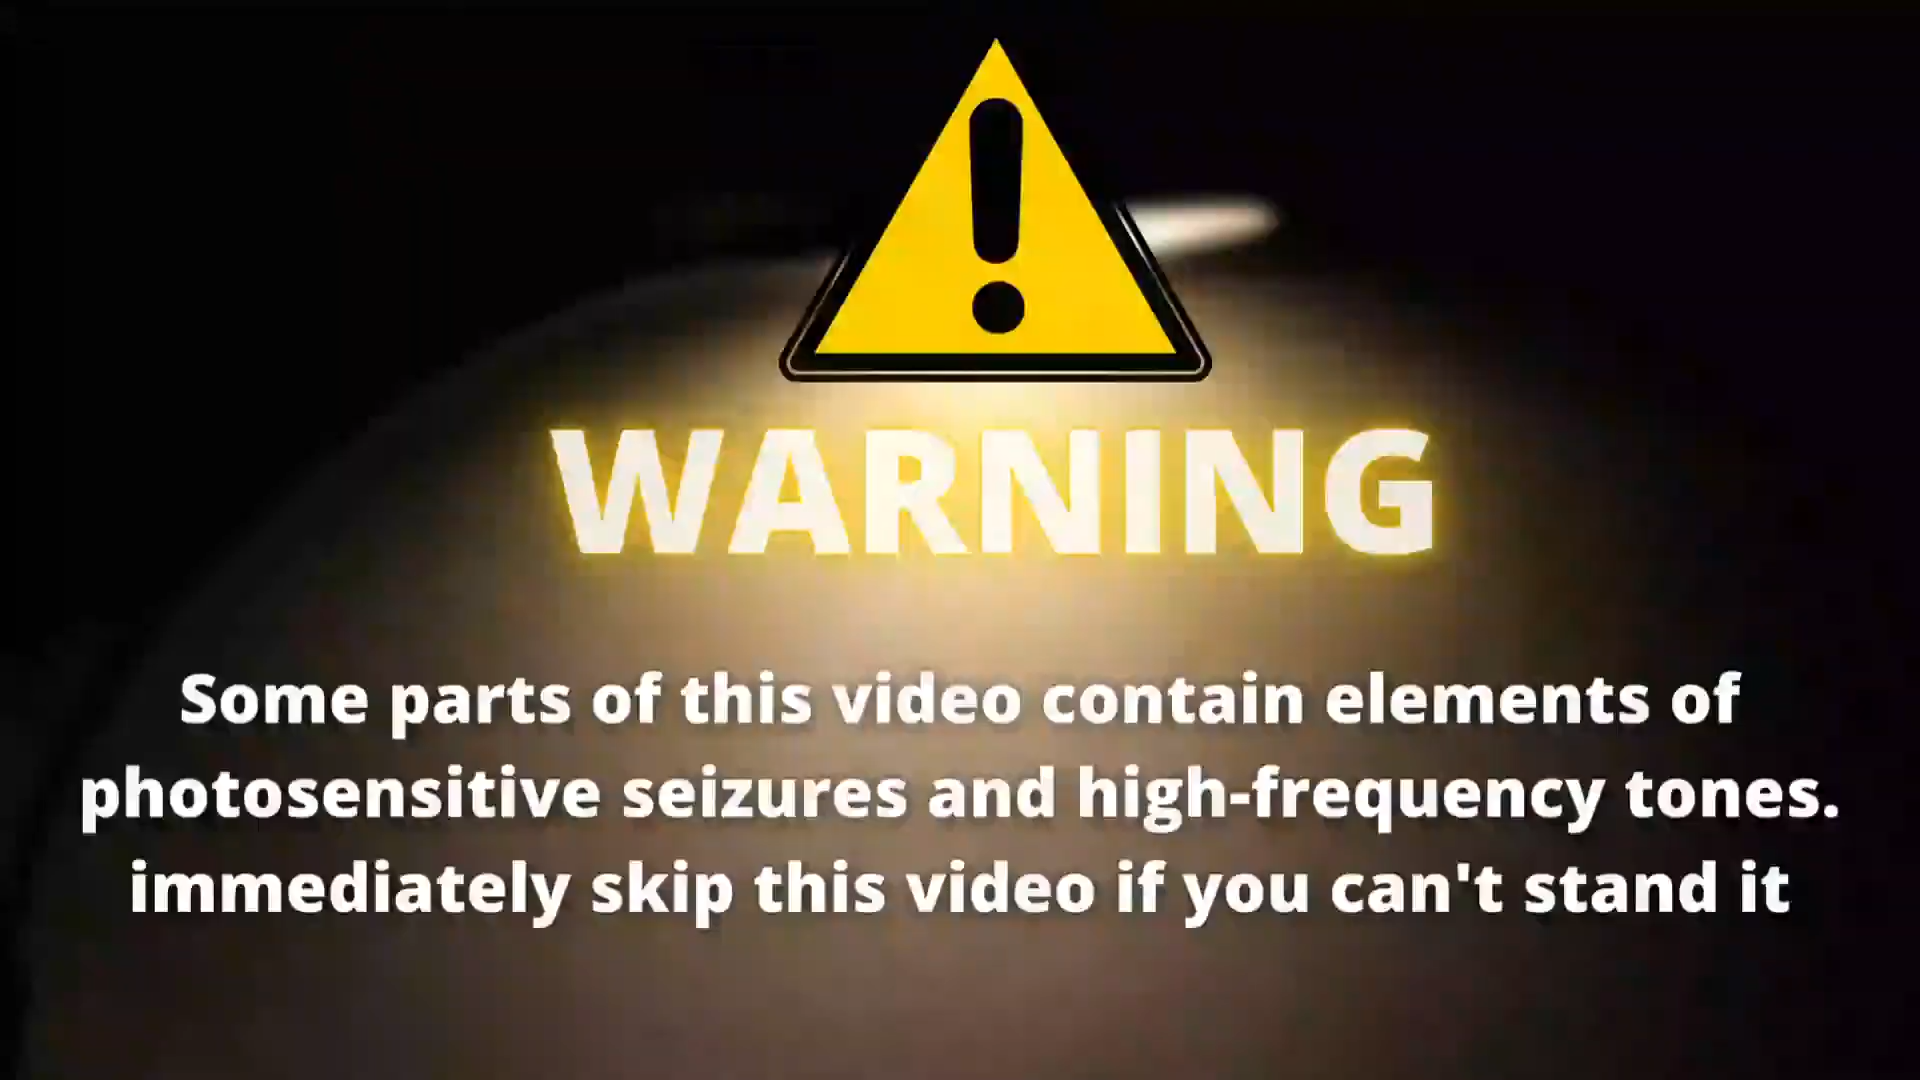 WARNING
Some parts of this video contain elements of
photosensitive seizures and high-frequency tones.
immediately skip this video if you can't stand it